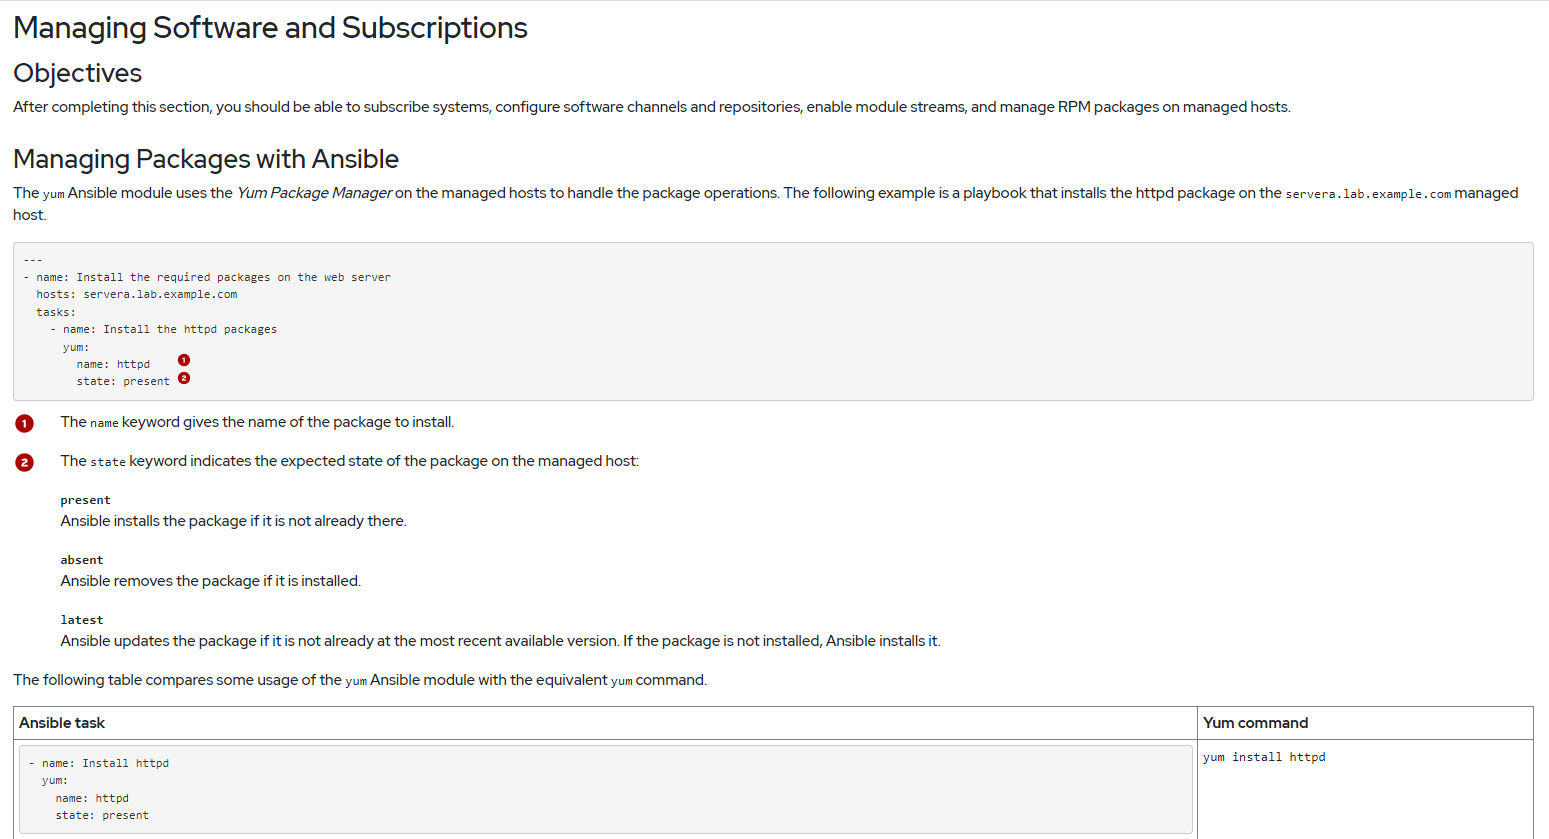 Managing Software and Subscriptions
Objectives
After completing this section, you should be able to subscribe systems, configure software channels and repositories, enable module streams, and manage RPM packages on managed hosts.
Managing Packages with Ansible
The yum Ansible module uses the Yum Package Manager on the managed hosts to handle the package operations. The following example is a playbook that installs the httpd package on the servera.lab.example.com managed
host.
---
- name: Install the required packages on the web server
  hosts: servera.lab.example.com
  tasks:
    - name: Install the httpd packages
      yum:
        name: httpd 1
        state: present 2
1 The name keyword gives the name of the package to install.
2 The state keyword indicates the expected state of the package on the managed host:
present
Ansible installs the package if it is not already there.
absent
Ansible removes the package if it is installed.
latest
Ansible updates the package if it is not already at the most recent available version. If the package is not installed, Ansible installs it.
The following table compares some usage of the yum Ansible module with the equivalent yum command.
Ansible task Yum command
yum install httpd
- name: Install httpd
  yum:
    name: httpd
    state: present